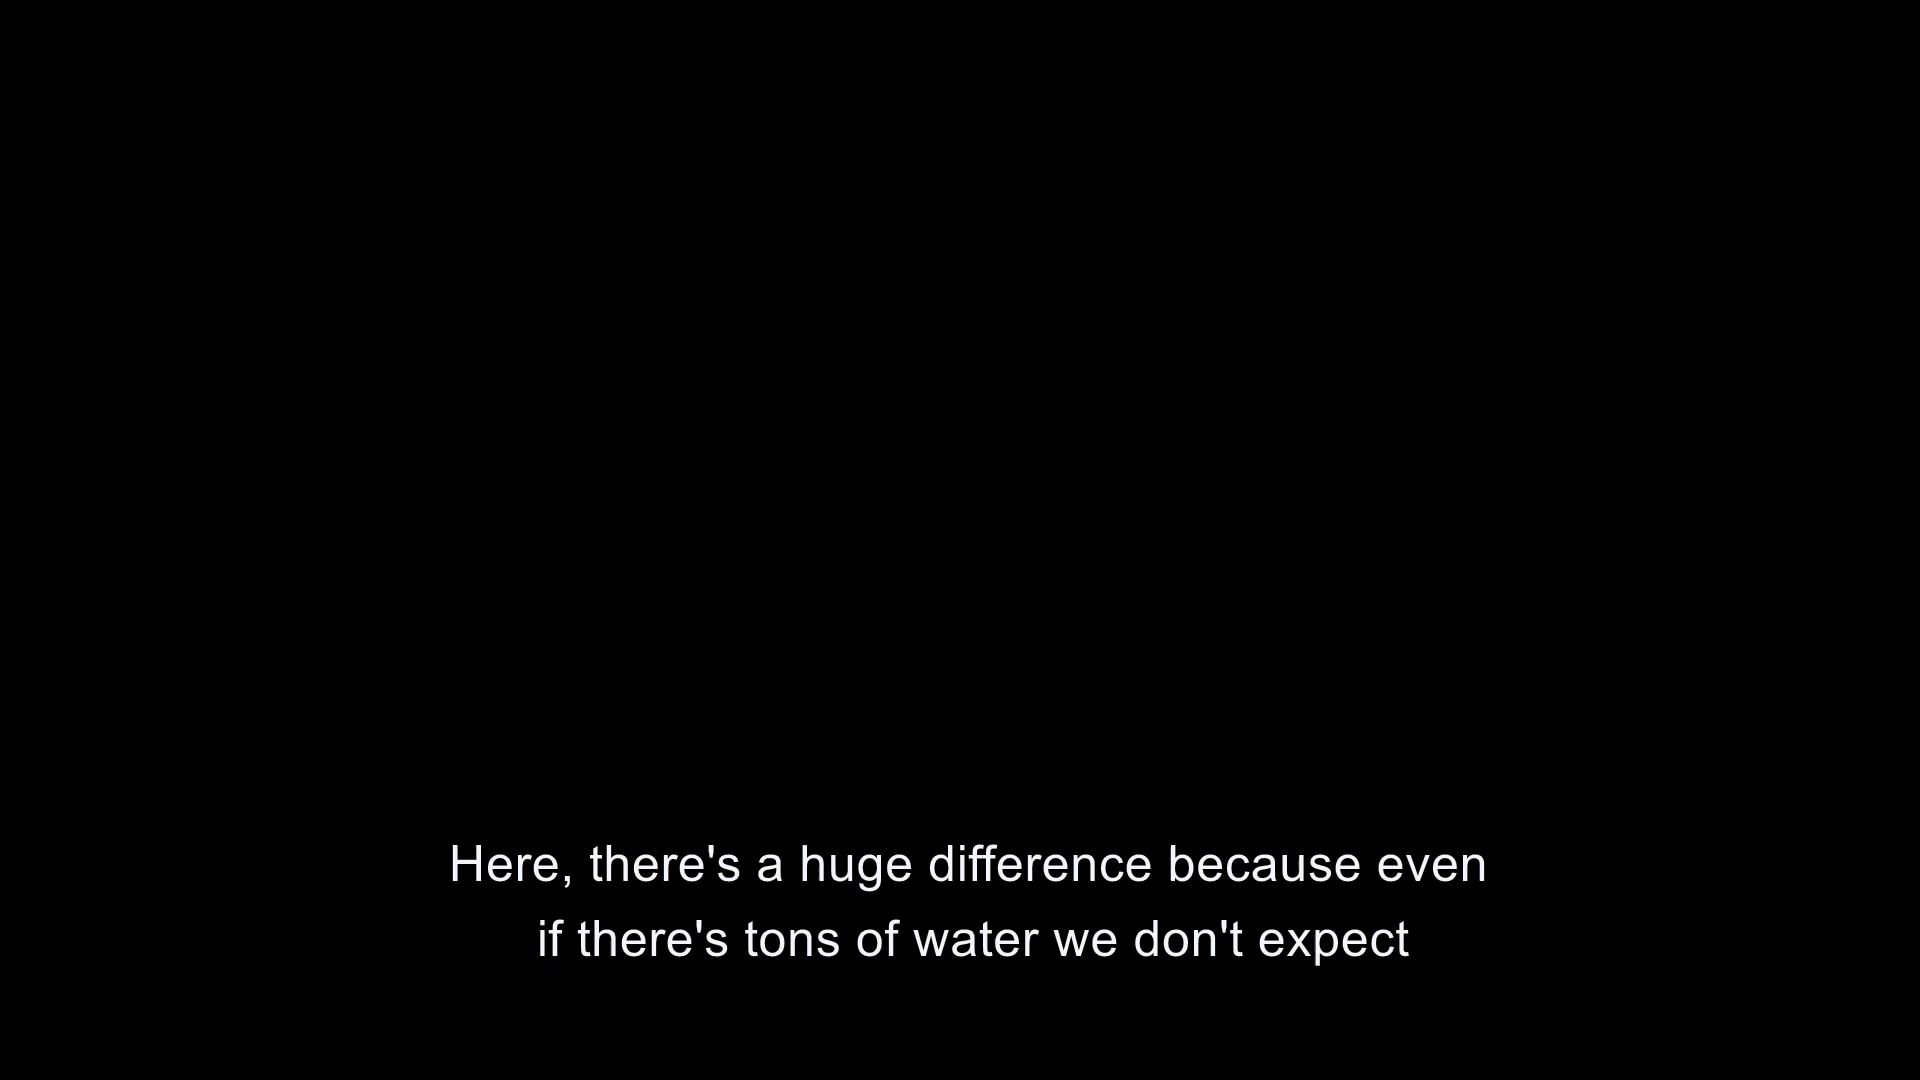 Here, there's a huge difference because even
if there's tons of water we don't expect